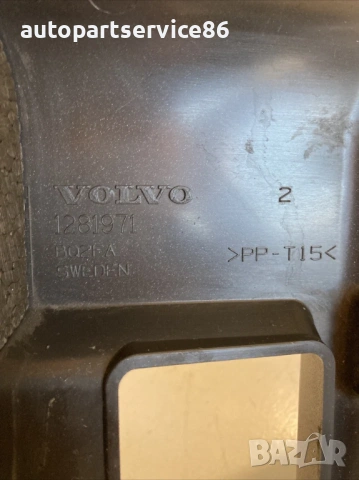 autopartservice86
VOLVO 2
1281971
>PP-T15<
SWEDEN
BAZAR